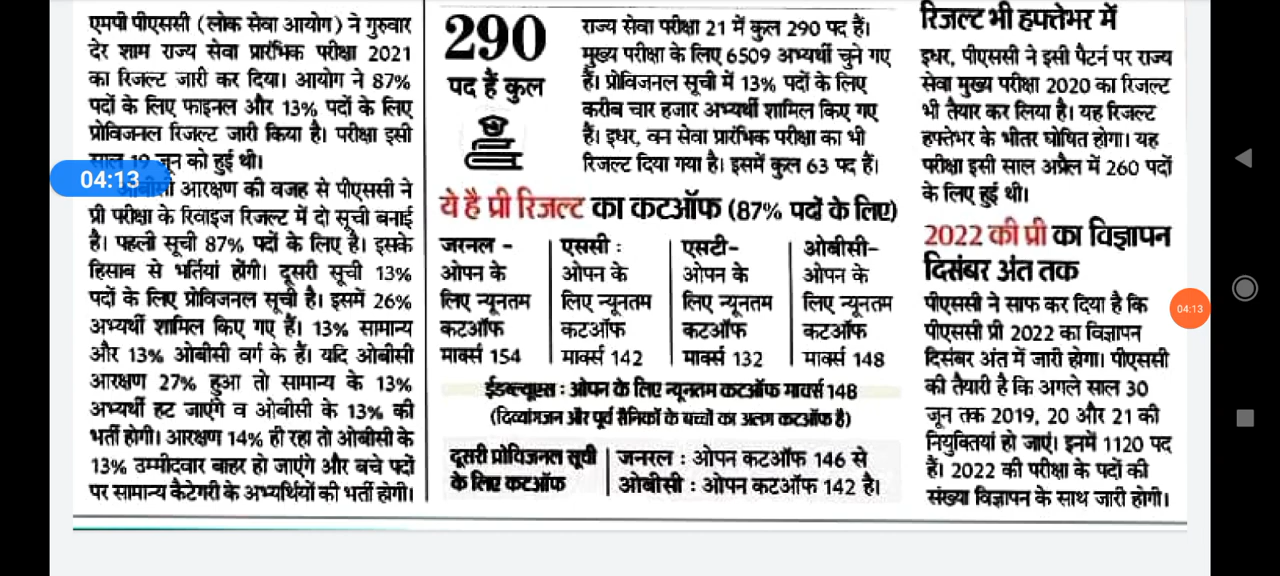 एमपी पीएससी (लोक सेवा आयोग) ने गुरुवार
देर शाम राज्य सेवा प्रारंभिक परीक्षा 2021
का रिजल्ट जारी कर दिया। आयोग ने 87%
पदों के लिए फाइनल और 13% पदों के लिए
प्रोविजनल रिजल्ट जारी किया है। परीक्षा इसी
साल 19 जून को हुई थी।
04:13
ओबीसी आरक्षण की वजह से पीएससी ने
प्री परीक्षा के रिवाइज रिजल्ट में दो सूची बनाई
है। पहली सूची 87% पदों के लिए है। इसके
हिसाब से भर्तियां होंगी। दूसरी सूची 13%
पदों के लिए प्रोविजनल सूची है। इसमें 26%
अभ्यर्थी शामिल किए गए हैं। 13% सामान्य
और 13% ओबीसी वर्ग के हैं। यदि ओबीसी
आरक्षण 27% हुआ तो सामान्य के 13%
अभ्यर्थी हट जाएंगे व ओबीसी के 13% की
भर्ती होगी। आरक्षण 14% ही रहा तो ओबीसी के
13% उम्मीदवार बाहर हो जाएंगे और बचे पदों
पर सामान्य कैटेगरी के अभ्यर्थियों की भर्ती होगी।
290
पद हैं कुल
राज्य सेवा परीक्षा 21 में कुल 290 पद हैं।
मुख्य परीक्षा के लिए 6509 अभ्यर्थी चुने गए
हैं। प्रोविजनल सूची में 13% पदों के लिए
करीब चार हजार अभ्यर्थी शामिल किए गए
हैं। इधर, वन सेवा प्रारंभिक परीक्षा का भी
रिजल्ट दिया गया है। इसमें कुल 63 पद हैं।
ये है प्री रिजल्ट का कटऑफ (87% पदों के लिए)
जरनल -
ओपन के
लिए न्यूनतम
कटऑफ
मार्क्स 154
एससी :
ओपन के
लिए न्यूनतम
कटऑफ
मार्क्स 142
एसटी-
ओपन के
लिए न्यूनतम
कटऑफ
मार्क्स 132
ओबीसी-
ओपन के
लिए न्यूनतम
कटऑफ
मार्क्स 148
ईडब्ल्यूएस : ओपन के लिए न्यूनतम कटऑफ मार्क्स 148
(दिव्यांगजन और पूर्व सैनिकों के बच्चों का अलग कटऑफ है)
दूसरी प्रोविजनल सूची
के लिए कटऑफ
जनरल : ओपन कटऑफ 146 से
ओबीसी : ओपन कटऑफ 142 है।
रिजल्ट भी हफ्तेभर में
इधर, पीएससी ने इसी पैटर्न पर राज्य
सेवा मुख्य परीक्षा 2020 का रिजल्ट
भी तैयार कर लिया है। यह रिजल्ट
हफ्तेभर के भीतर घोषित होगा। यह
परीक्षा इसी साल अप्रैल में 260 पदों
के लिए हुई थी।
2022 की प्री का विज्ञापन
दिसंबर अंत तक
पीएससी ने साफ कर दिया है कि
पीएससी प्री 2022 का विज्ञापन
दिसंबर अंत में जारी होगा। पीएससी
की तैयारी है कि अगले साल 30
जून तक 2019, 20 और 21 की
नियुक्तियां हो जाएं। इनमें 1120 पद
हैं। 2022 की परीक्षा के पदों की
संख्या विज्ञापन के साथ जारी होगी।
04:13